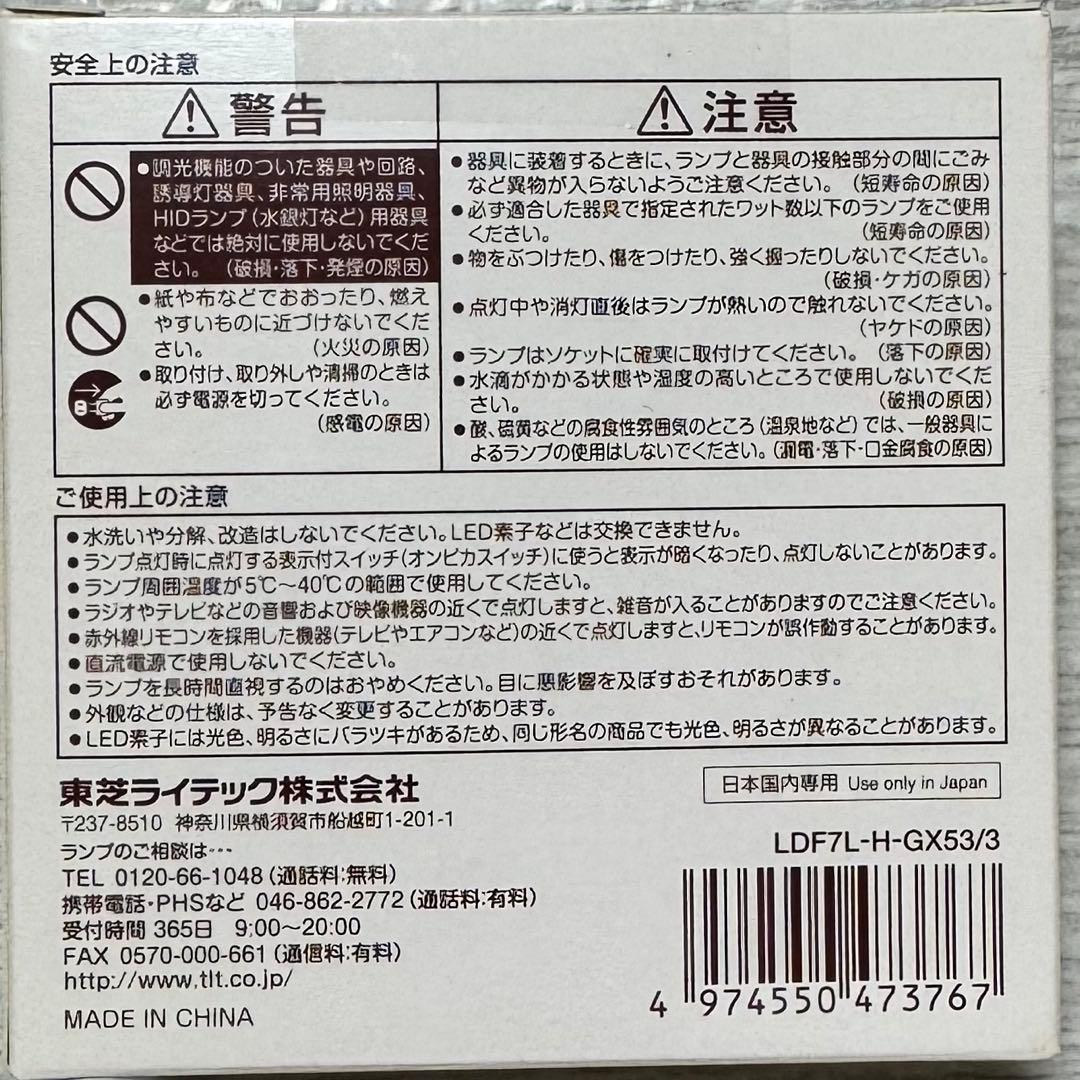 安全上の注意
警告
●調光機能のついた器具や回路、
誘導灯器具、非常用照明器具、
HIDランプ(水銀灯など)用器具
などでは絶対に使用しないでくだ
さい。 (破損・落下・発煙の原因)
●紙や布などでおおったり、燃え
やすいものに近づけないでくだ
さい。 (火災の原因)
●取り付け、取り外しや清掃のときは
必ず電源を切ってください。
(感電の原因)
注意
●器具に装着するときに、ランプと器具の接触部分の間にごみ
など異物が入らないようご注意ください。 (短寿命の原因)
●必ず適合した器具で指定されたワット数以下のランプをご使用
ください。 (短寿命の原因)
●物をぶつけたり、傷をつけたり、強く握ったりしないでください。
(破損・ケガの原因)
●点灯中や消灯直後はランプが熱いので触れないでください。
(ヤケドの原因)
●ランプはソケットに確実に取付けてください。 (落下の原因)
●水滴がかかる状態や湿度の高いところで使用しないでくだ
さい。 (破損の原因)
●酸、硫黄などの腐食性雰囲気のところ(温泉地など)では、一般器具に
よるランプの使用はしないでください。(漏電・落下・口金腐食の原因)
ご使用上の注意
●水洗いや分解、改造はしないでください。LED素子などは交換できません。
●ランプ点灯時に点灯する表示付スイッチ(オンピカスイッチ)に使うと表示が暗くなったり、点灯しないことがあります。
●ランプ周囲温度が5℃～40℃の範囲で使用してください。
●ラジオやテレビなどの音響および映像機器の近くで点灯しますと、雑音が入ることがありますのでご注意ください。
●赤外線リモコンを採用した機器(テレビやエアコンなど)の近くで点灯しますと、リモコンが誤作動することがあります。
●直流電源で使用しないでください。
●ランプを長時間直視するのはおやめください。目に悪影響を及ぼすおそれがあります。
●外観などの仕様は、予告なく変更することがあります。
●LED素子には光色、明るさにバラツキがあるため、同じ形名の商品でも光色、明るさが異なることがあります。
東芝ライテック株式会社
〒237-8510 神奈川県横須賀市船越町1-201-1
ランプのご相談は…
TEL 0120-66-1048(通話料:無料)
携帯電話・PHSなど 046-862-2772(通話料:有料)
受付時間 365日 9:00～20:00
FAX 0570-000-661(通信料:有料)
http://www.tlt.co.jp/
MADE IN CHINA
日本国内専用 Use only in Japan
LDF7L-H-GX53/3
4 974550 473767